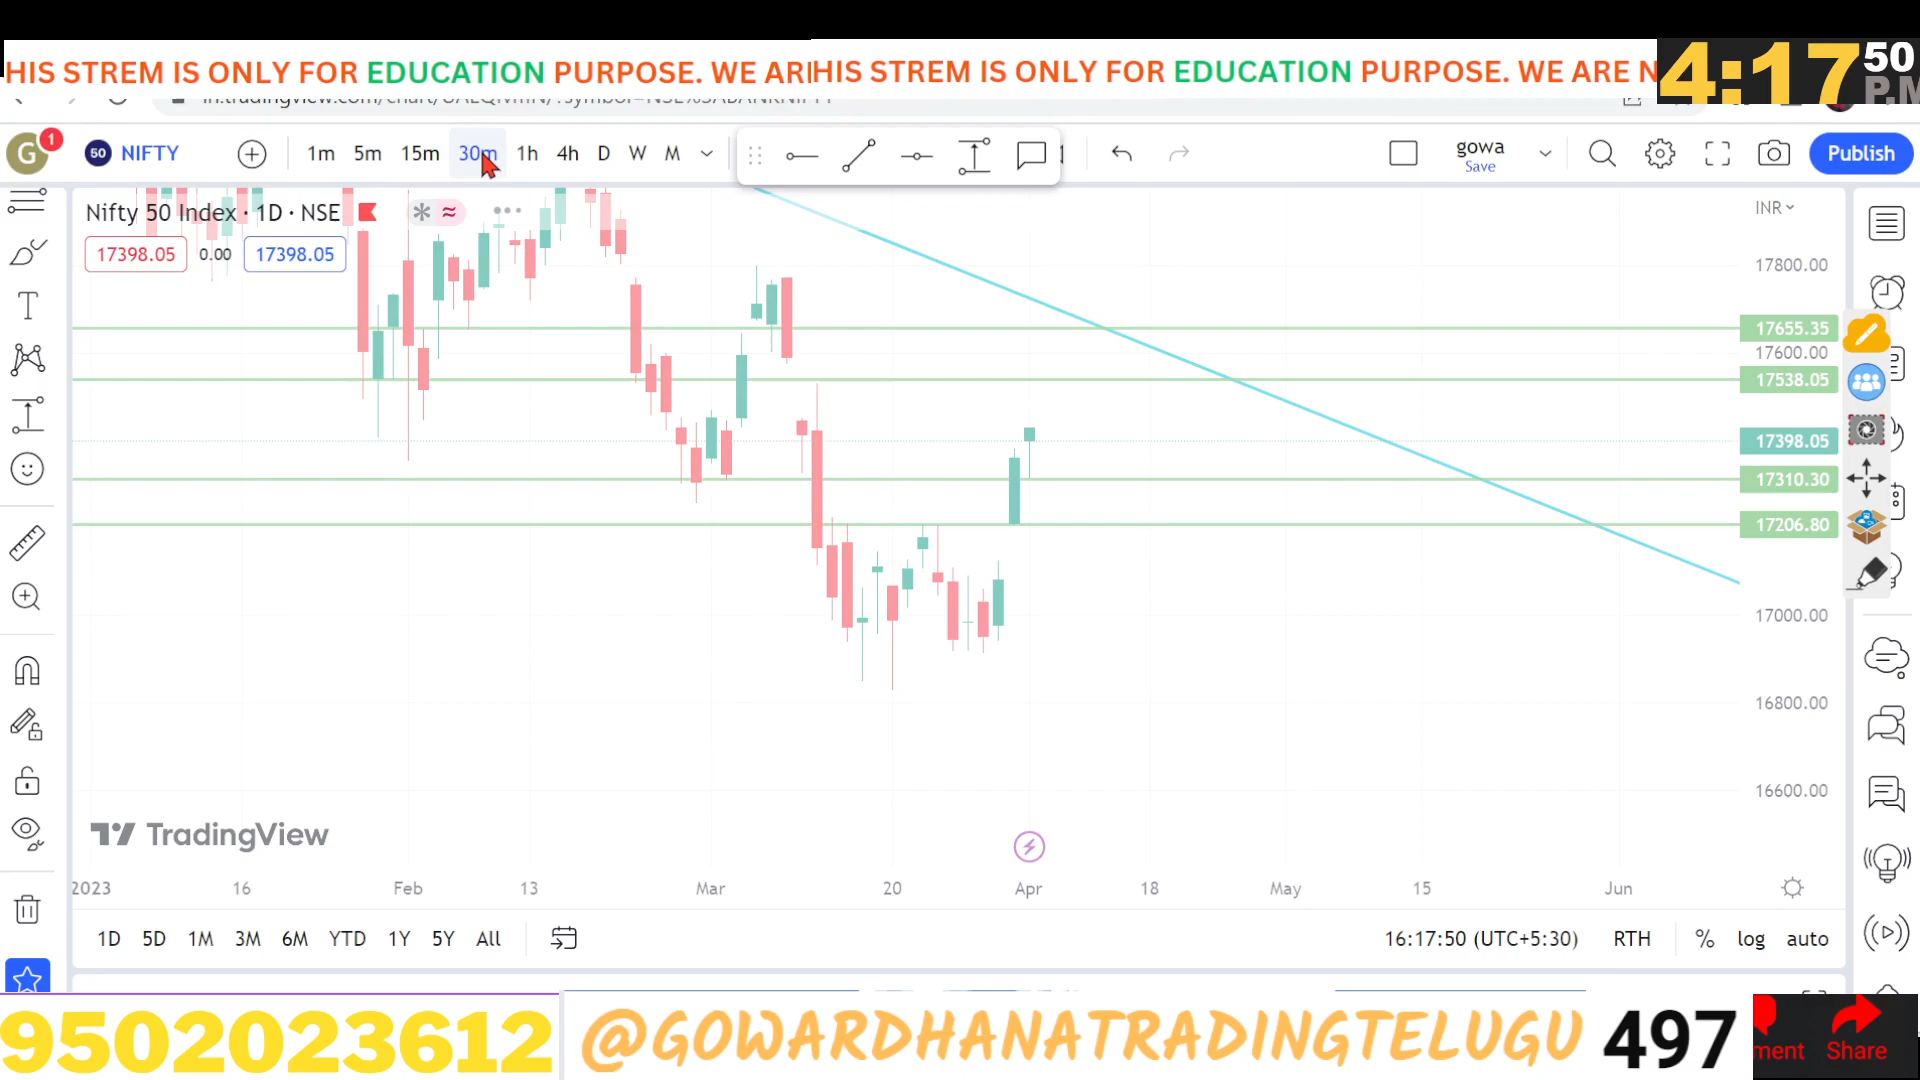 HIS STREM IS ONLY FOR EDUCATION PURPOSE. WE ARI
HIS STREM IS ONLY FOR EDUCATION PURPOSE. WE ARE N
4:17 50 P.M
G 1
50 NIFTY
1m 5m 15m 30m 1h 4h D W M
gowa
Save
Publish
Nifty 50 Index · 1D · NSE
INR
17398.05 0.00 17398.05
17800.00
17655.35
17600.00
17538.05
17398.05
17310.30
17206.80
17000.00
16800.00
16600.00
TradingView
2023 16 Feb 13 Mar 20 Apr 18 May 15 Jun
1D 5D 1M 3M 6M YTD 1Y 5Y All
16:17:50 (UTC+5:30) RTH % log auto
9502023612
@GOWARDHANATRADINGTELUGU
497
ment Share